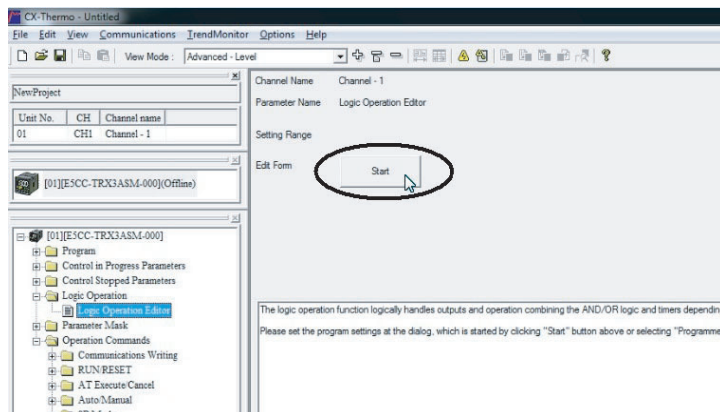 CX-Thermo - Untitled
File Edit View Communications TrendMonitor Options Help
View Mode : Advanced - Level
NewProject
Unit No. CH Channel name
01 CH1 Channel - 1
[01][E5CC-TRX3ASM-000](Offline)
[01][E5CC-TRX3ASM-000]
Program
Control in Progress Parameters
Control Stopped Parameters
Logic Operation
Logic Operation Editor
Parameter Mask
Operation Commands
Communications Writing
RUN/RESET
AT Execute/Cancel
Auto/Manual
Channel Name Channel - 1
Parameter Name Logic Operation Editor
Setting Range
Edit Form Start
The logic operation function logically handles outputs and operation combining the AND/OR logic and timers dependin
Please set the program settings at the dialog, which is started by clicking "Start" button above or selecting "Programme